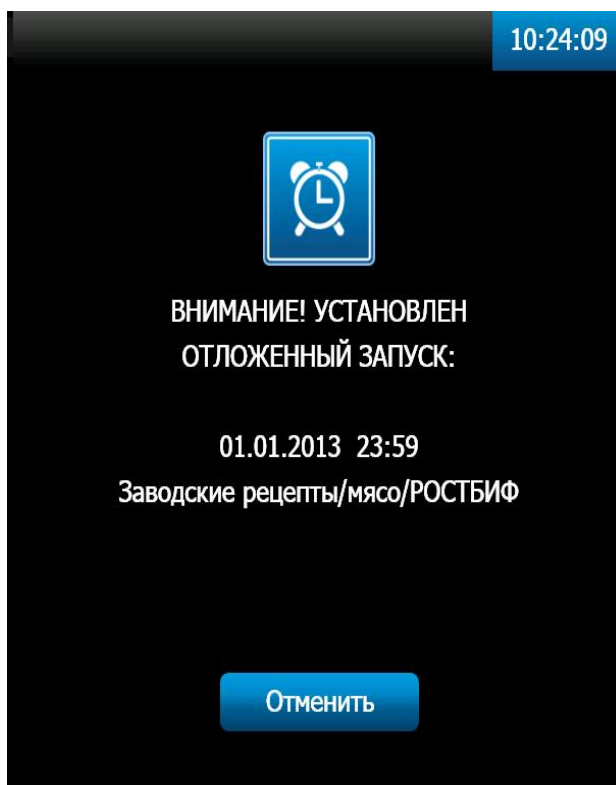 10:24:09
ВНИМАНИЕ! УСТАНОВЛЕН
ОТЛОЖЕННЫЙ ЗАПУСК:
01.01.2013 23:59
Заводские рецепты/мясо/РОСТБИФ
Отменить